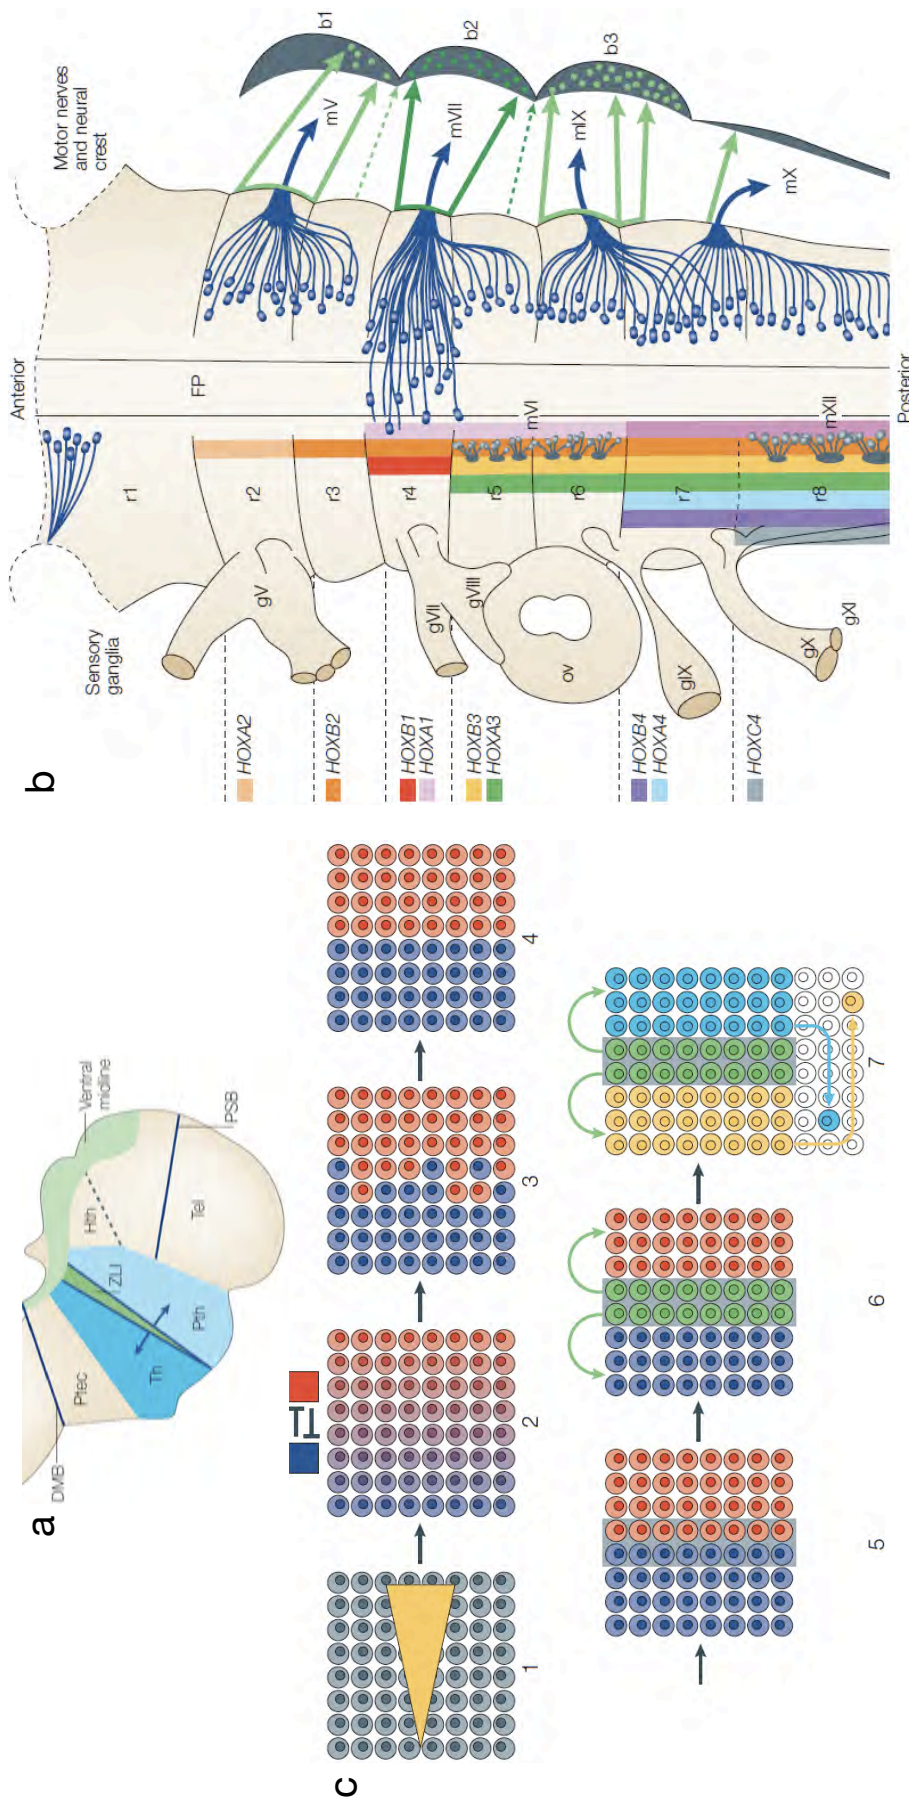 a
DMB
Ptec
Th
ZLI
Pth
Hth
Tel
PSB
Ventral
midline
b
Anterior
Sensory
ganglia
Motor nerves
and neural
crest
FP
r1
r2
r3
r4
r5
r6
r7
r8
gV
gVII
gVIII
ov
gIX
gX
gXI
mV
mVII
mIX
mX
mVI
mXII
b1
b2
b3
HOXA2
HOXB2
HOXB1
HOXA1
HOXB3
HOXA3
HOXB4
HOXA4
HOXC4
Posterior
c
1
2
3
4
5
6
7